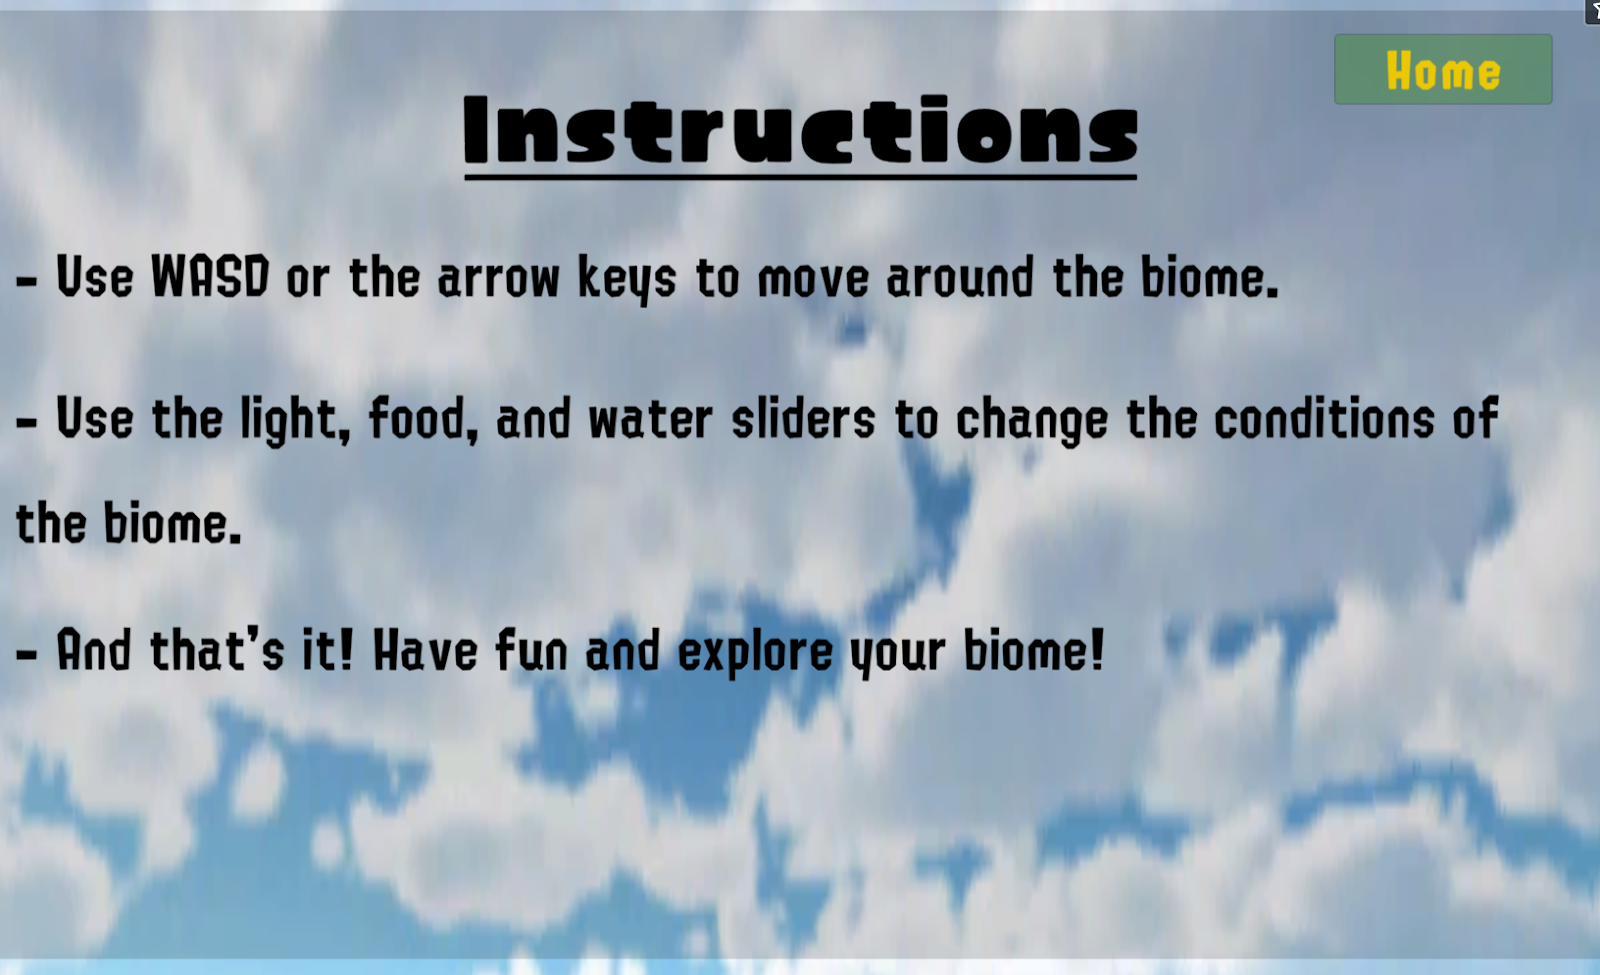 Home
Instructions
- Use WASD or the arrow keys to move around the biome.
- Use the light, food, and water sliders to change the conditions of
the biome.
- And that's it! Have fun and explore your biome!